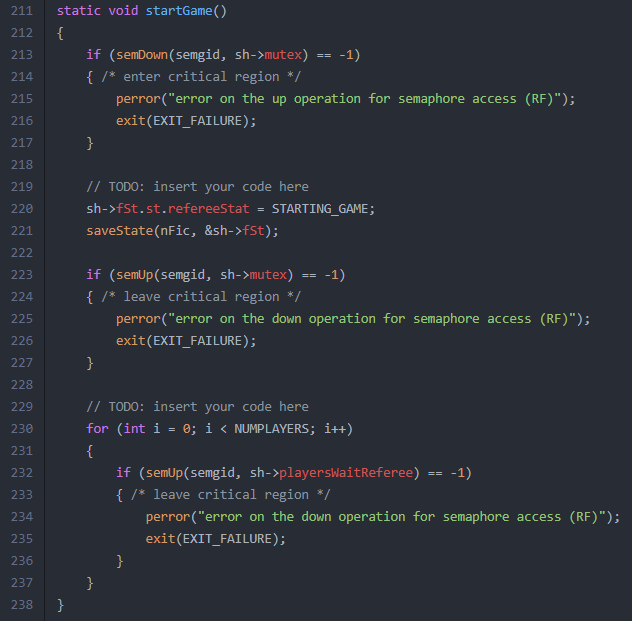 211 static void startGame()
212 {
213     if (semDown(semgid, sh->mutex) == -1)
214     { /* enter critical region */
215         perror("error on the up operation for semaphore access (RF)");
216         exit(EXIT_FAILURE);
217     }
218
219     // TODO: insert your code here
220     sh->fSt.st.refereeStat = STARTING_GAME;
221     saveState(nFic, &sh->fSt);
222
223     if (semUp(semgid, sh->mutex) == -1)
224     { /* leave critical region */
225         perror("error on the down operation for semaphore access (RF)");
226         exit(EXIT_FAILURE);
227     }
228
229     // TODO: insert your code here
230     for (int i = 0; i < NUMPLAYERS; i++)
231     {
232         if (semUp(semgid, sh->playersWaitReferee) == -1)
233         { /* leave critical region */
234             perror("error on the down operation for semaphore access (RF)");
235             exit(EXIT_FAILURE);
236         }
237     }
238 }